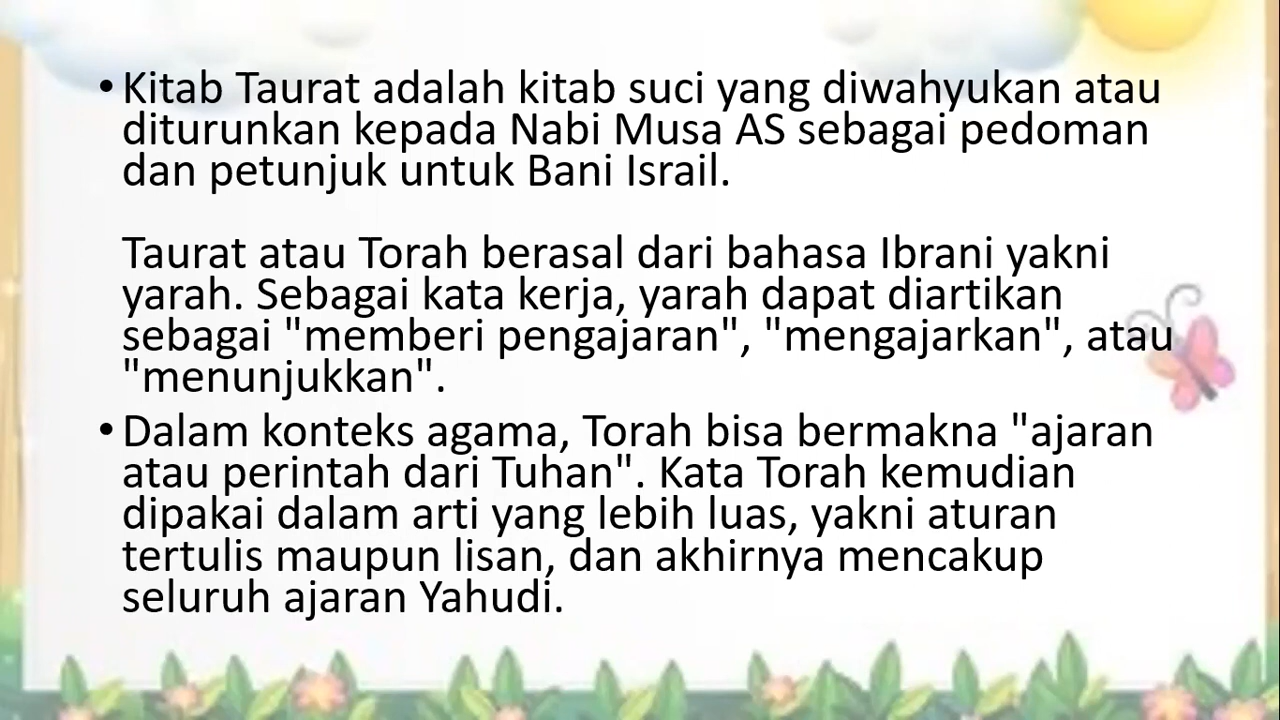 • Kitab Taurat adalah kitab suci yang diwahyukan atau
diturunkan kepada Nabi Musa AS sebagai pedoman
dan petunjuk untuk Bani Israil.
Taurat atau Torah berasal dari bahasa Ibrani yakni
yarah. Sebagai kata kerja, yarah dapat diartikan
sebagai "memberi pengajaran", "mengajarkan", atau
"menunjukkan".
• Dalam konteks agama, Torah bisa bermakna "ajaran
atau perintah dari Tuhan". Kata Torah kemudian
dipakai dalam arti yang lebih luas, yakni aturan
tertulis maupun lisan, dan akhirnya mencakup
seluruh ajaran Yahudi.